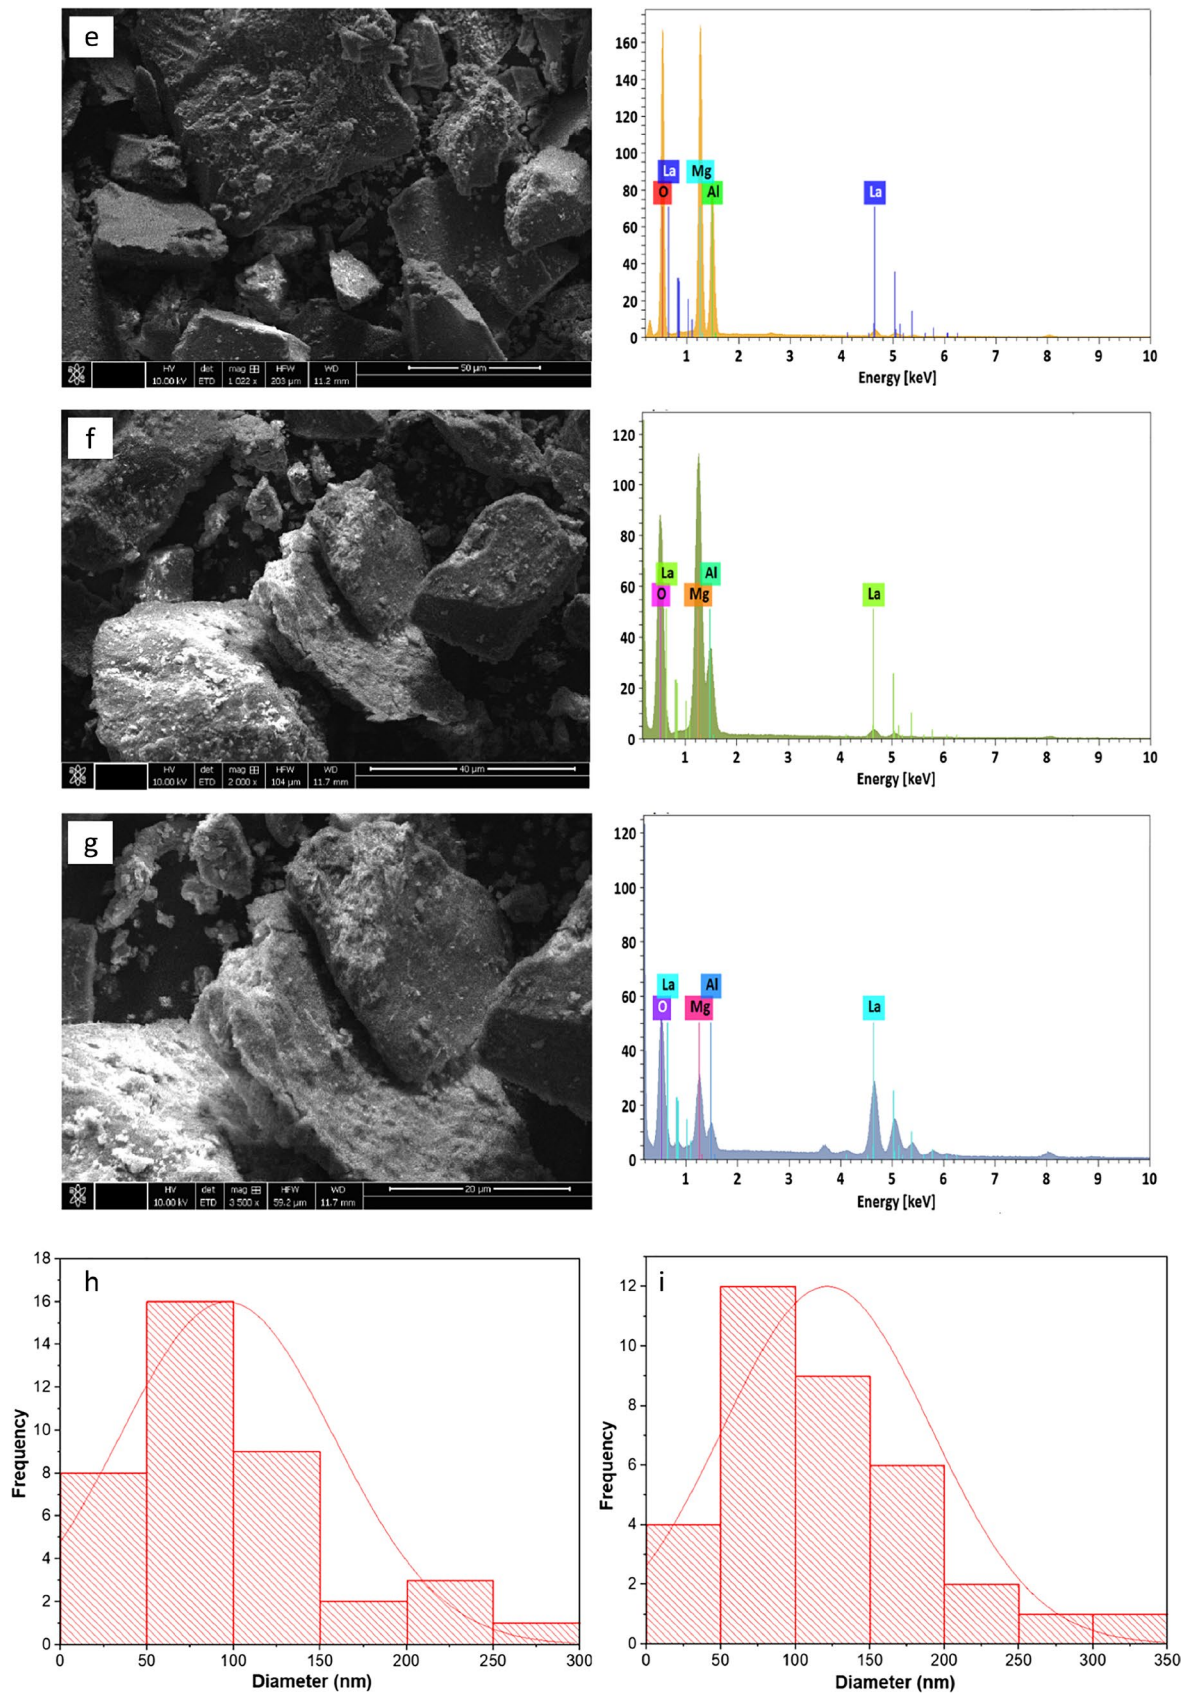 e
HV det mag HFW WD
10.00 kV ETD 1 022 x 203 µm 11.2 mm
50 µm
160
140
120
100
80
60
40
20
0
La Mg La
O Al
1 2 3 4 5 6 7 8 9 10
Energy [keV]
f
HV det mag HFW WD
10.00 kV ETD 2 000 x 104 µm 11.7 mm
40 µm
120
100
80
60
40
20
0
La Al
O Mg La
1 2 3 4 5 6 7 8 9 10
Energy [keV]
g
HV det mag HFW WD
10.00 kV ETD 3 500 x 59.2 µm 11.7 mm
20 µm
120
100
80
60
40
20
0
La Al
O Mg La
1 2 3 4 5 6 7 8 9 10
Energy [keV]
h
18
16
14
12
10
8
6
4
2
0
Frequency
0 50 100 150 200 250 300
Diameter (nm)
i
12
10
8
6
4
2
0
Frequency
0 50 100 150 200 250 300 350
Diameter (nm)